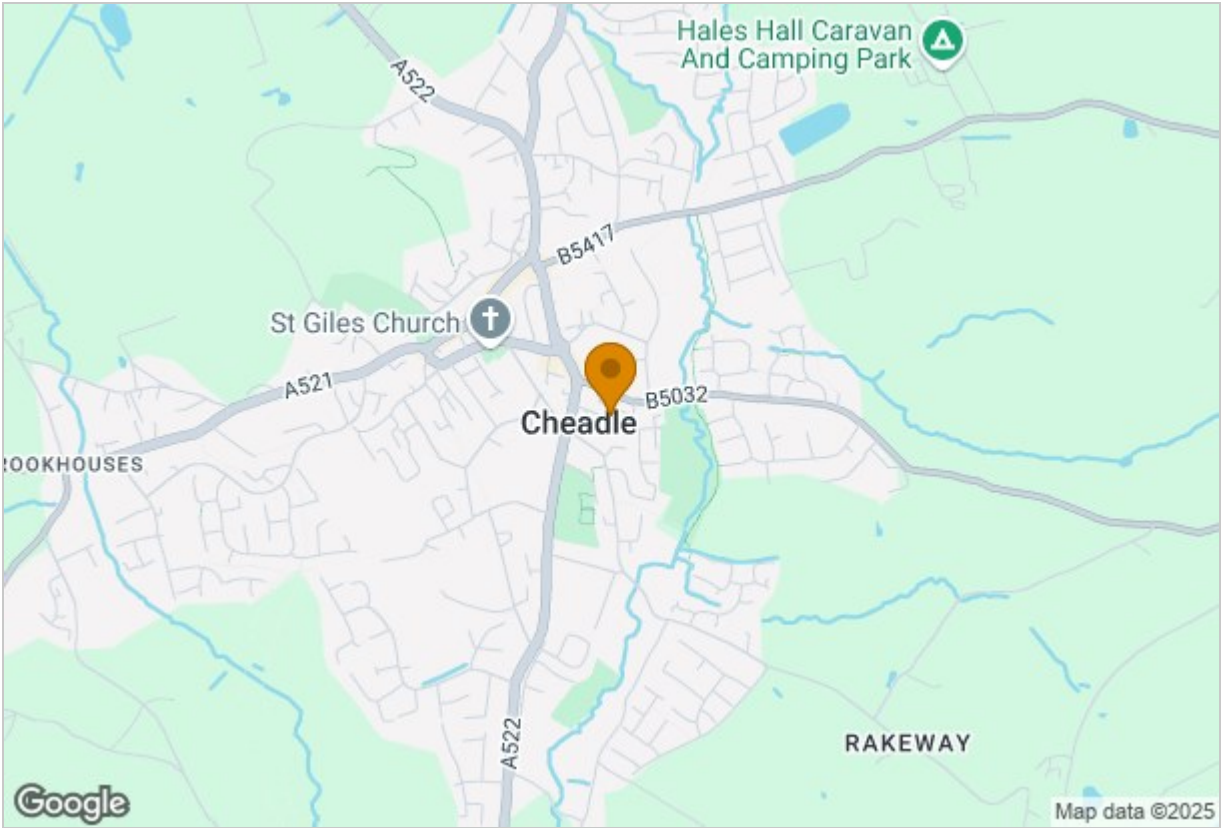 Hales Hall Caravan
And Camping Park
A522
B5417
St Giles Church
A521
B5032
Cheadle
ROOKHOUSES
A522
RAKEWAY
Google
Map data ©2025